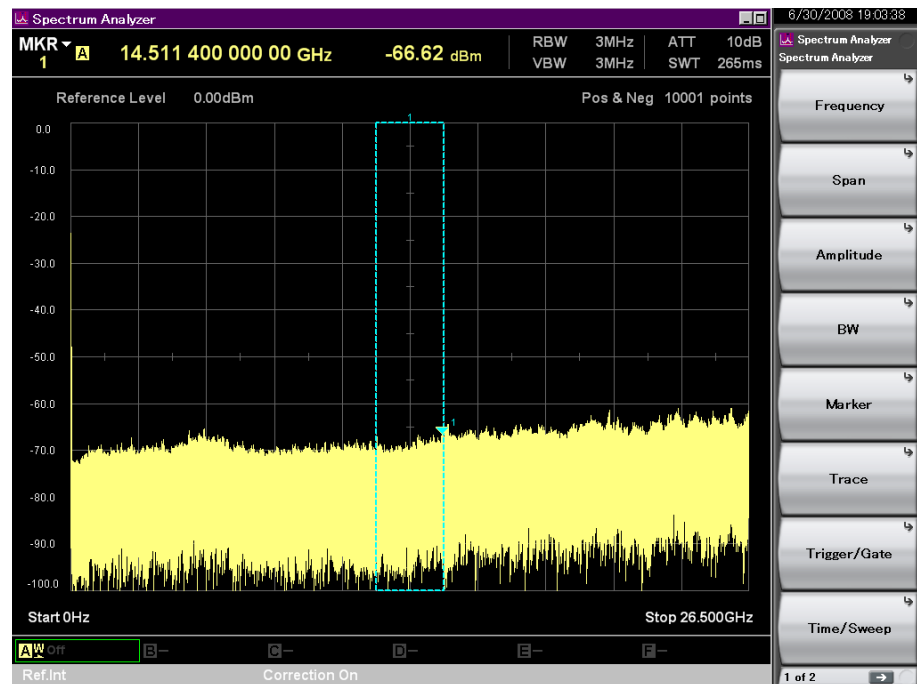 Spectrum Analyzer
6/30/2008 19:03:38
MKR
1
A
14.511 400 000 00 GHz
-66.62 dBm
RBW 3MHz
VBW 3MHz
ATT 10dB
SWT 265ms
Reference Level 0.00dBm
Pos & Neg 10001 points
1
0.0
-10.0
-20.0
-30.0
-40.0
-50.0
-60.0
-70.0
-80.0
-90.0
-100.0
1
Start 0Hz
Stop 26.500GHz
A W Off
B
C
D
E
F
Ref.Int
Correction On
Spectrum Analyzer
Spectrum Analyzer
Frequency
Span
Amplitude
BW
Marker
Trace
Trigger/Gate
Time/Sweep
1 of 2